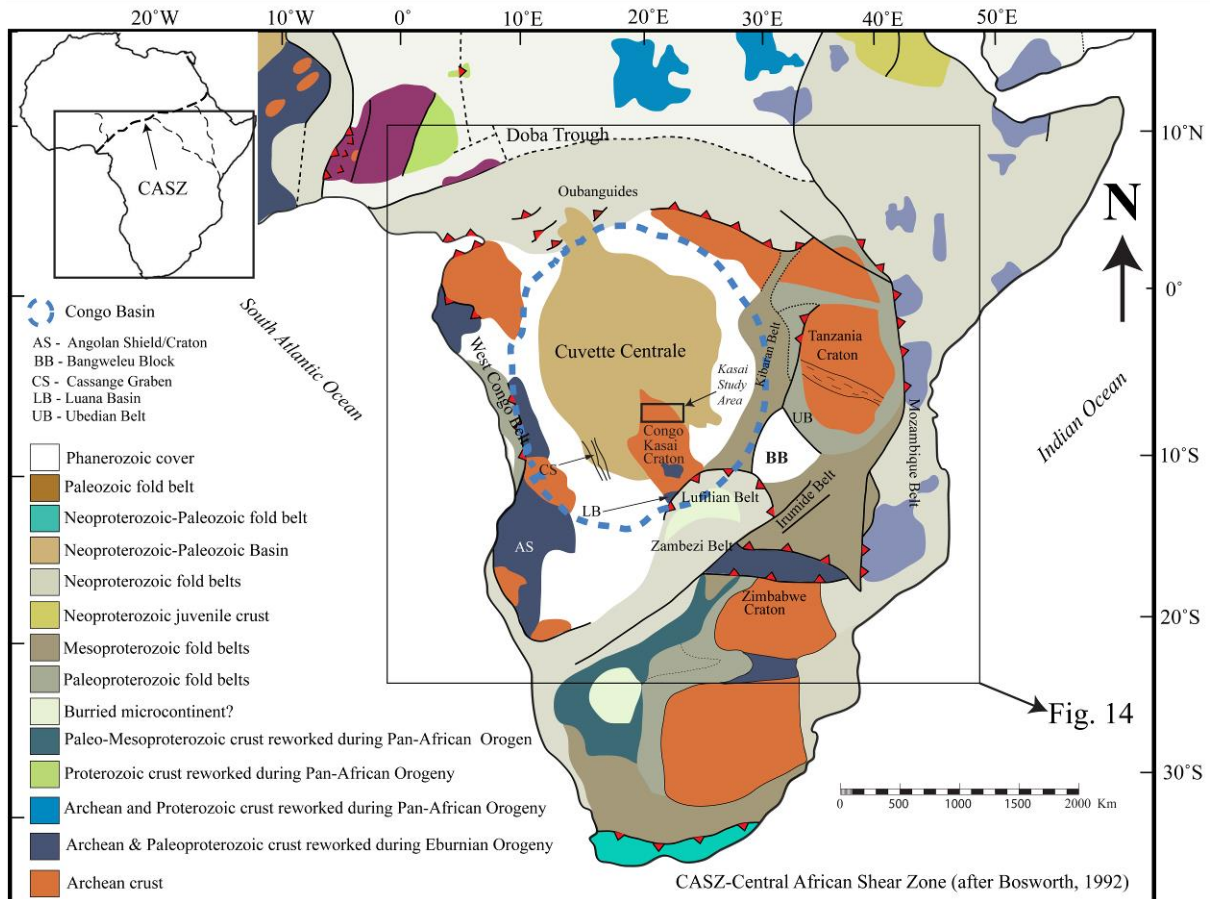 20°W
10°W
0°
10°E
20°E
30°E
40°E
50°E
CASZ
Congo Basin
AS - Angolan Shield/Craton
BB - Bangweleu Block
CS - Cassange Graben
LB - Luana Basin
UB - Ubedian Belt
Phanerozoic cover
Paleozoic fold belt
Neoproterozoic-Paleozoic fold belt
Neoproterozoic-Paleozoic Basin
Neoproterozoic fold belts
Neoproterozoic juvenile crust
Mesoproterozoic fold belts
Paleoproterozoic fold belts
Burried microcontinent?
Paleo-Mesoproterozoic crust reworked during Pan-African Orogen
Proterozoic crust reworked during Pan-African Orogeny
Archean and Proterozoic crust reworked during Pan-African Orogeny
Archean & Paleoproterozoic crust reworked during Eburnian Orogeny
Archean crust
Doba Trough
Oubanguides
South Atlantic Ocean
West Congo Belt
Cuvette Centrale
Kasai
Study
Area
Kibaran Belt
Tanzania
Craton
UB
Congo
Kasai
Craton
CS
BB
Mozambique Belt
Indian Ocean
LB
Lufilian Belt
Irumide Belt
AS
Zambezi Belt
Zimbabwe
Craton
N
10°N
0°
10°S
20°S
30°S
Fig. 14
0
500
1000
1500
2000
Km
CASZ-Central African Shear Zone (after Bosworth, 1992)